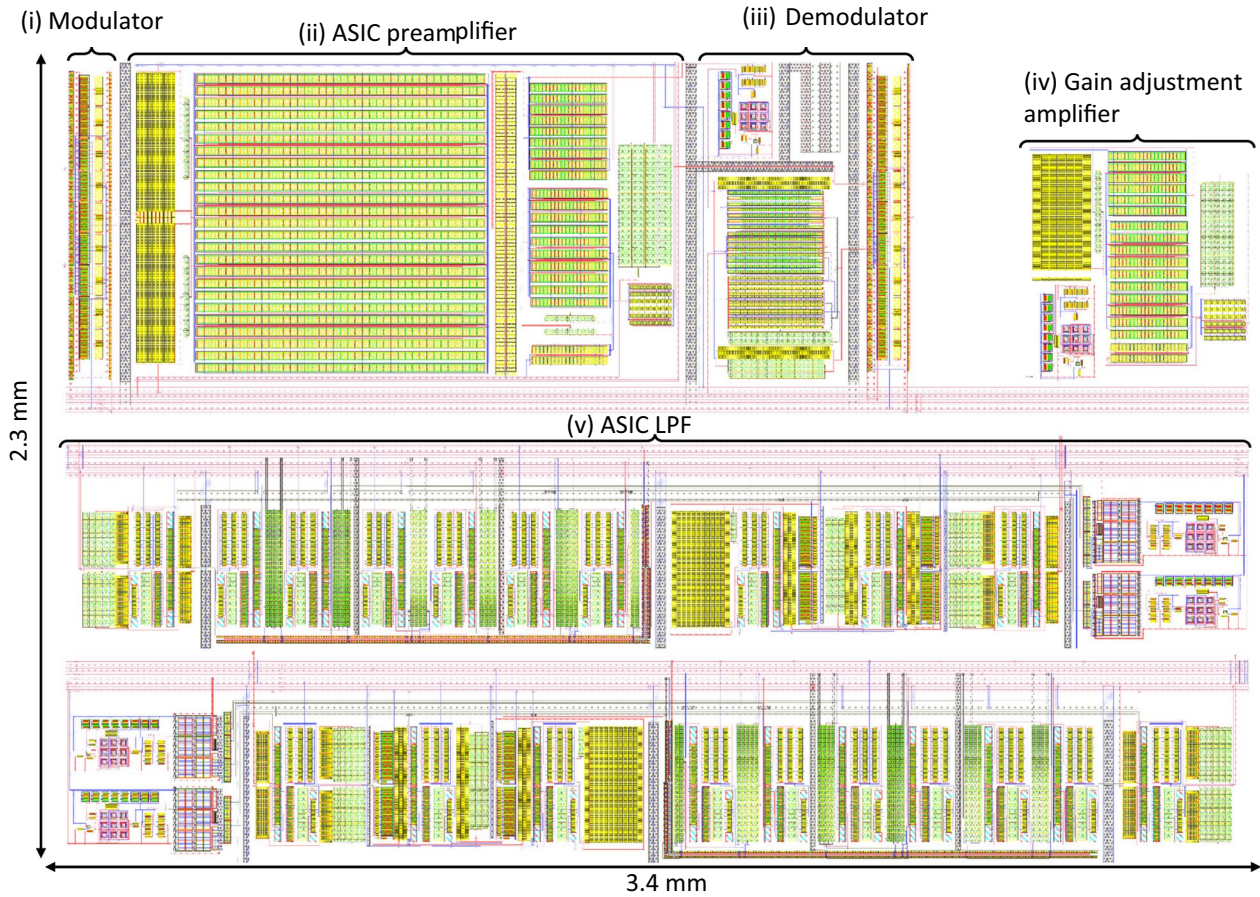 (i) Modulator
(ii) ASIC preamplifier
(iii) Demodulator
(iv) Gain adjustment
amplifier
2.3 mm
(v) ASIC LPF
3.4 mm